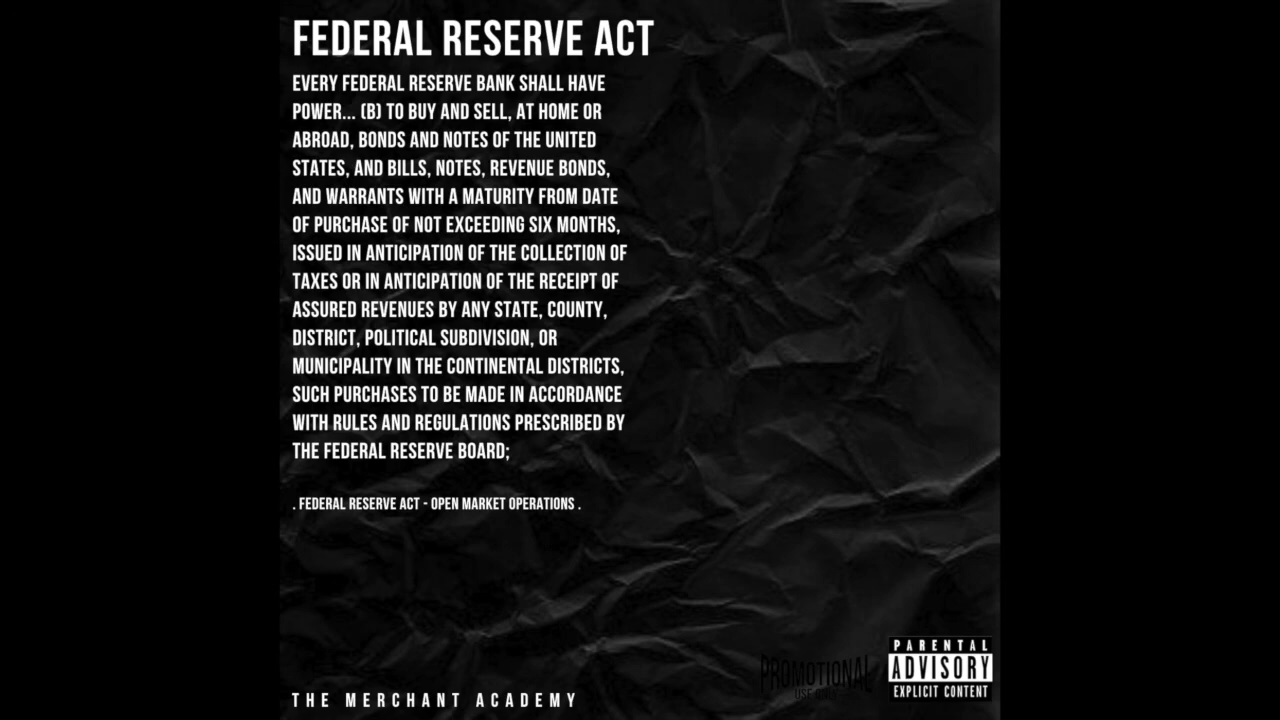 FEDERAL RESERVE ACT
EVERY FEDERAL RESERVE BANK SHALL HAVE
POWER... (B) TO BUY AND SELL, AT HOME OR
ABROAD, BONDS AND NOTES OF THE UNITED
STATES, AND BILLS, NOTES, REVENUE BONDS,
AND WARRANTS WITH A MATURITY FROM DATE
OF PURCHASE OF NOT EXCEEDING SIX MONTHS,
ISSUED IN ANTICIPATION OF THE COLLECTION OF
TAXES OR IN ANTICIPATION OF THE RECEIPT OF
ASSURED REVENUES BY ANY STATE, COUNTY,
DISTRICT, POLITICAL SUBDIVISION, OR
MUNICIPALITY IN THE CONTINENTAL DISTRICTS,
SUCH PURCHASES TO BE MADE IN ACCORDANCE
WITH RULES AND REGULATIONS PRESCRIBED BY
THE FEDERAL RESERVE BOARD;
. FEDERAL RESERVE ACT - OPEN MARKET OPERATIONS .
PROMOTIONAL
USE ONLY
PARENTAL
ADVISORY
EXPLICIT CONTENT
THE MERCHANT ACADEMY